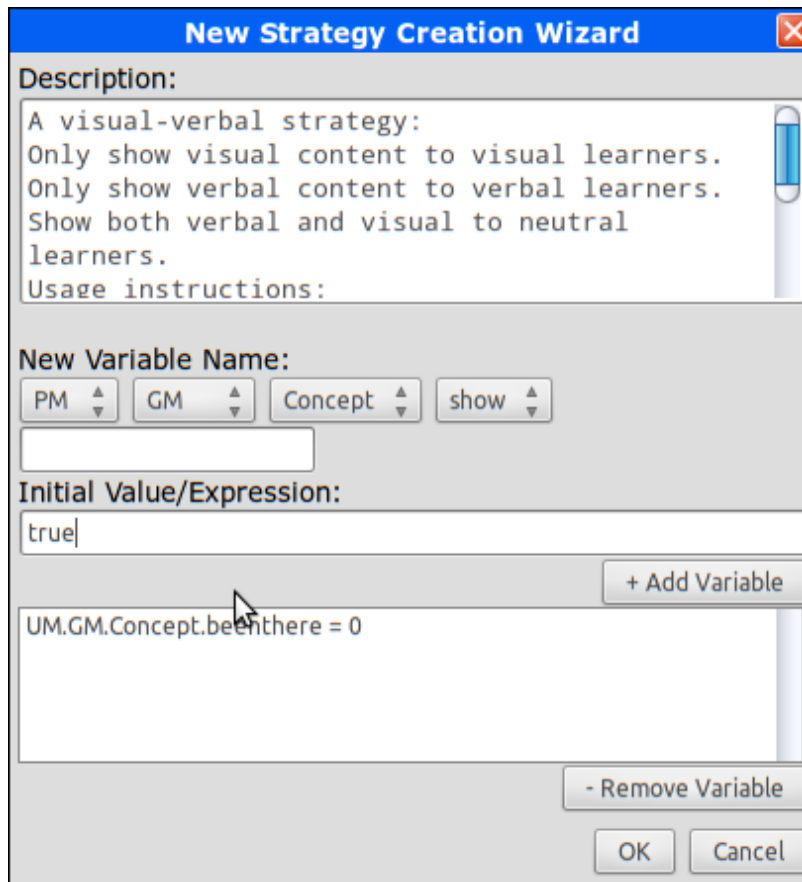 New Strategy Creation Wizard
Description:
A visual-verbal strategy:
Only show visual content to visual learners.
Only show verbal content to verbal learners.
Show both verbal and visual to neutral
learners.
Usage instructions:
New Variable Name:
PM GM Concept show
Initial Value/Expression:
true
+ Add Variable
UM.GM.Concept.beenthere = 0
- Remove Variable
OK Cancel